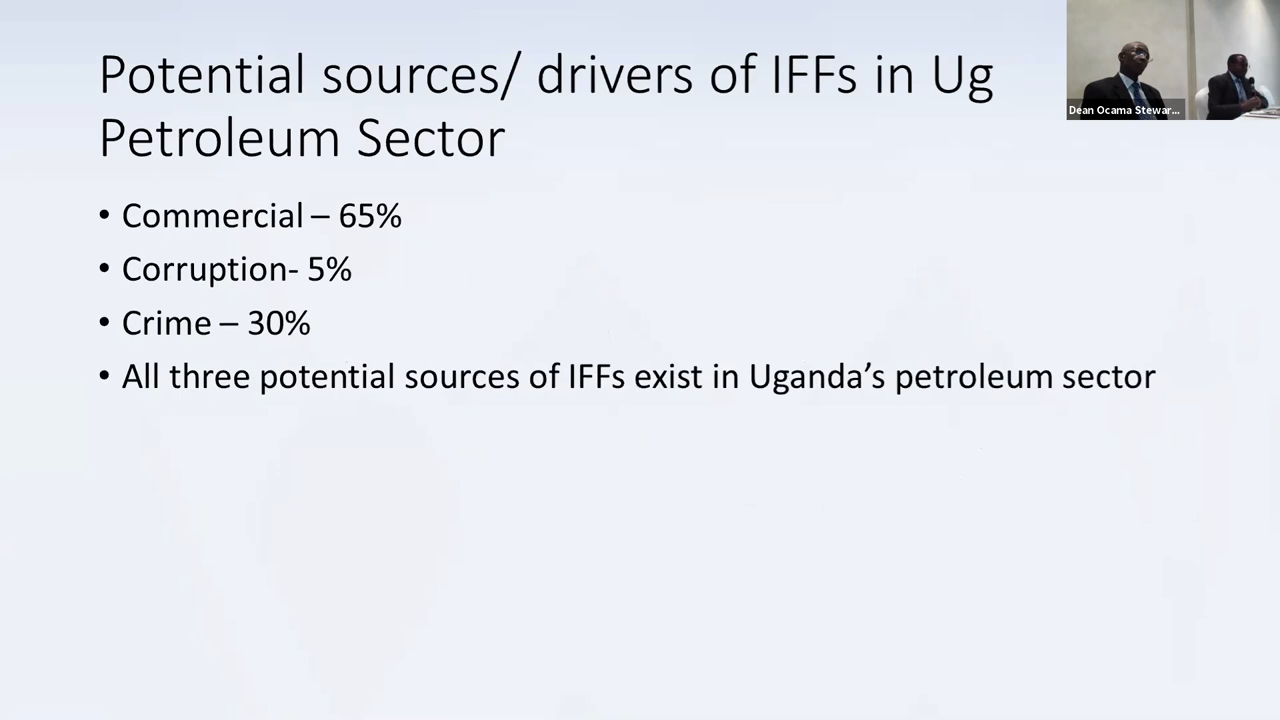 Potential sources/ drivers of IFFs in Ug
Petroleum Sector
• Commercial – 65%
• Corruption- 5%
• Crime – 30%
• All three potential sources of IFFs exist in Uganda’s petroleum sector
Dean Ocama Stewar...